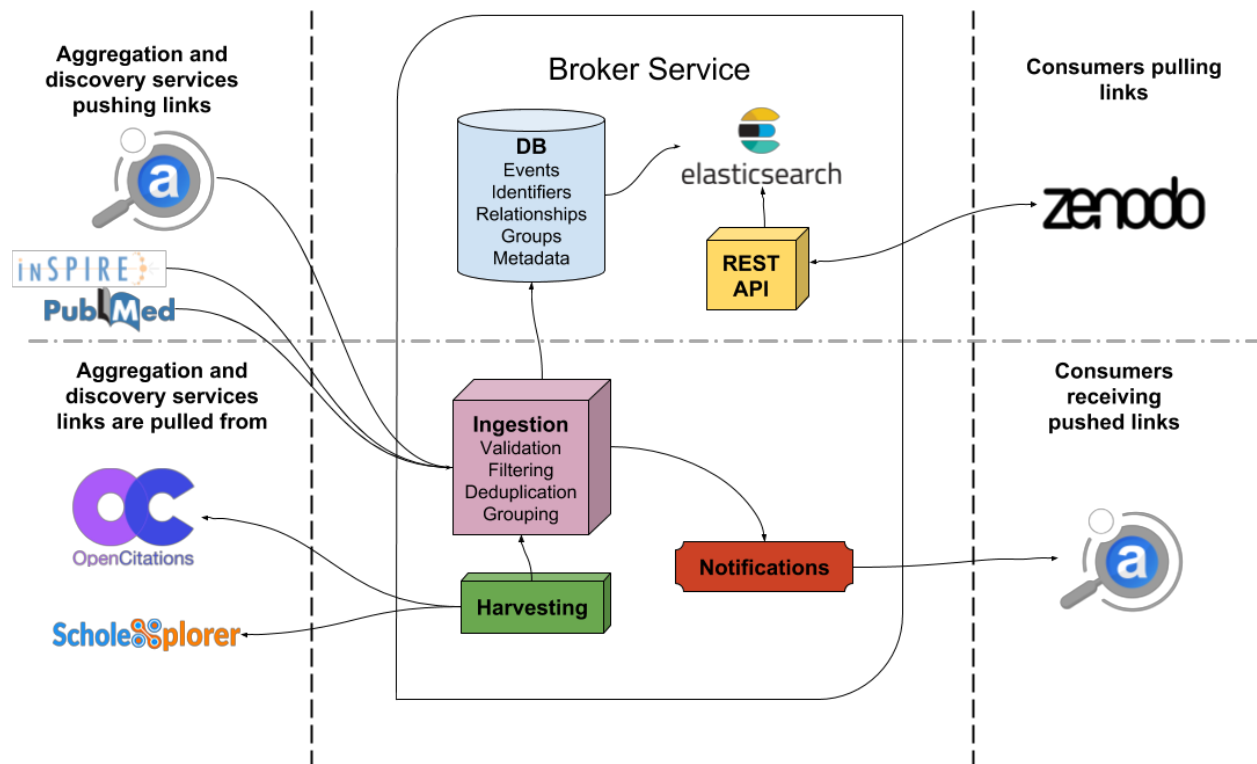 Aggregation and
discovery services
pushing links
a
inSPIRE
PubMed
Aggregation and
discovery services
links are pulled from
OC
OpenCitations
ScholeXplorer
Broker Service
DB
Events
Identifiers
Relationships
Groups
Metadata
elasticsearch
REST
API
Ingestion
Validation
Filtering
Deduplication
Grouping
Notifications
Harvesting
Consumers pulling
links
zenodo
Consumers
receiving
pushed links
a